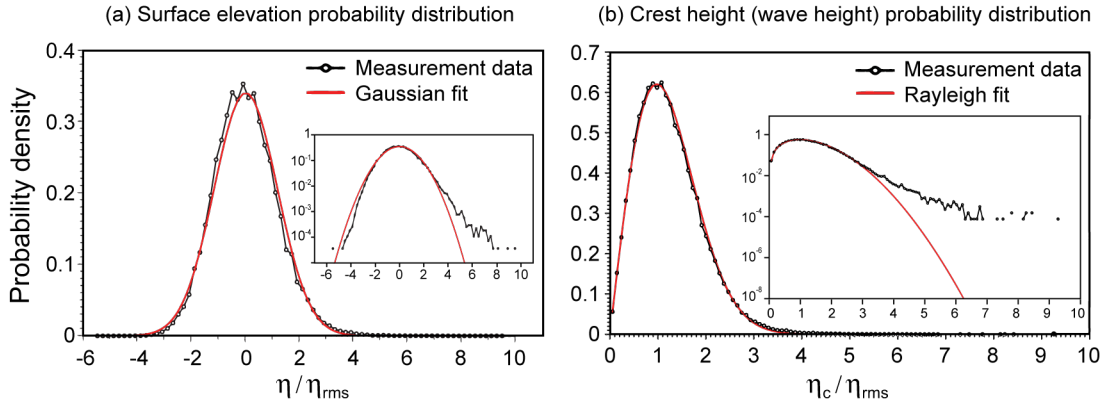 (a) Surface elevation probability distribution
(b) Crest height (wave height) probability distribution
Probability density
0.4
0.3
0.2
0.1
0
-6 -4 -2 0 2 4 6 8 10
η / ηrms
Measurement data
Gaussian fit
1
10-1
10-2
10-3
10-4
-6 -4 -2 0 2 4 6 8 10
0.7
0.6
0.5
0.4
0.3
0.2
0.1
0
0 1 2 3 4 5 6 7 8 9 10
ηc / ηrms
Measurement data
Rayleigh fit
1
10-2
10-4
10-6
10-8
0 1 2 3 4 5 6 7 8 9 10